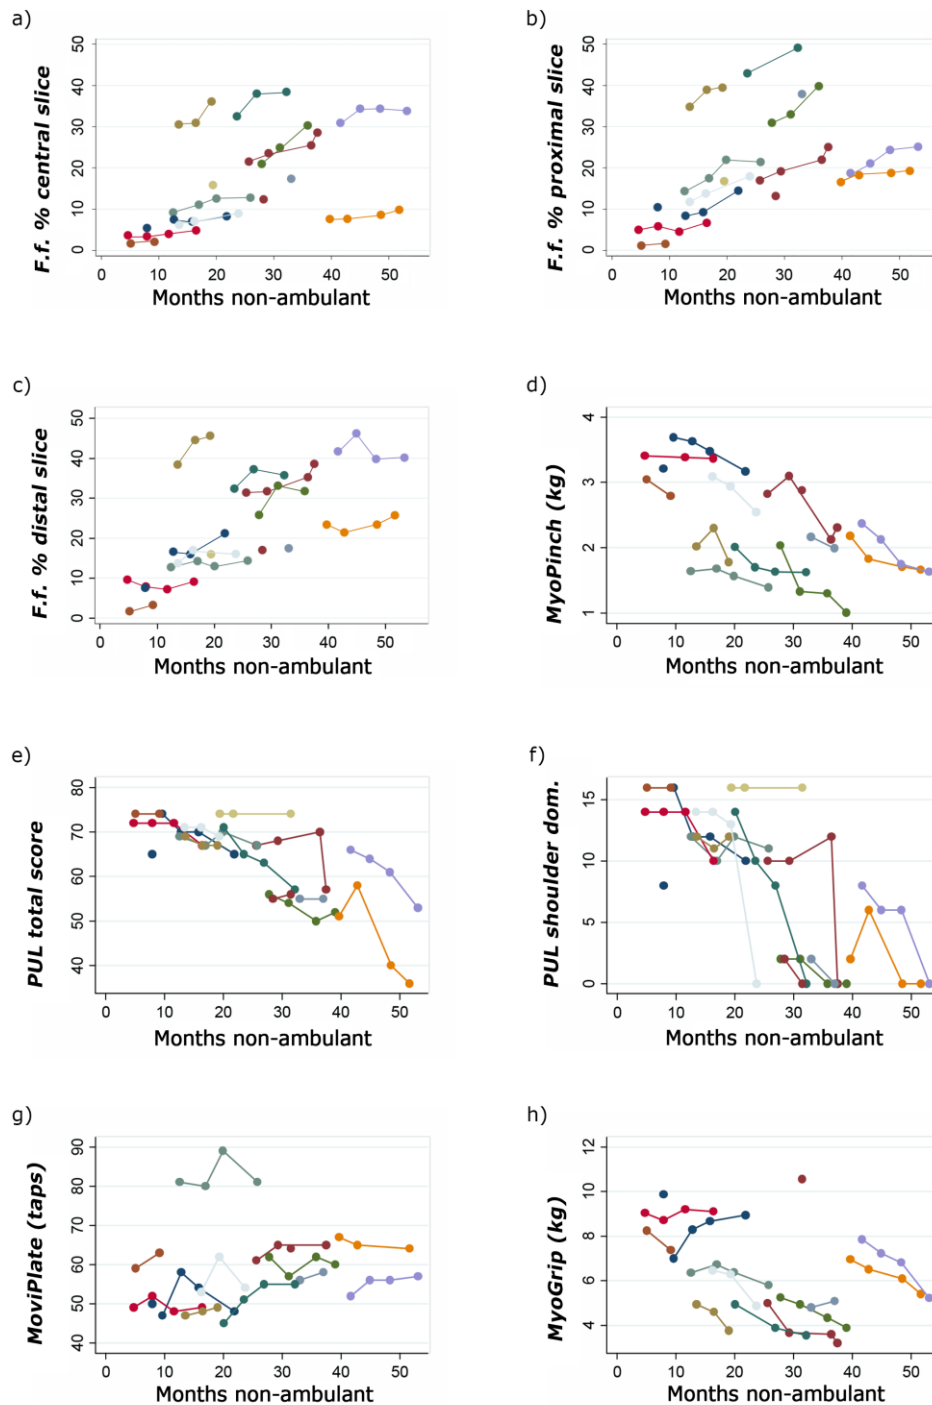 a)
F.f. % central slice
50
40
30
20
10
0
0 10 20 30 40 50
Months non-ambulant
b)
F.f. % proximal slice
50
40
30
20
10
0
0 10 20 30 40 50
Months non-ambulant
c)
F.f. % distal slice
50
40
30
20
10
0
0 10 20 30 40 50
Months non-ambulant
d)
MyoPinch (kg)
4
3
2
1
0 10 20 30 40 50
Months non-ambulant
e)
PUL total score
80
70
60
50
40
0 10 20 30 40 50
Months non-ambulant
f)
PUL shoulder dom.
15
10
5
0
0 10 20 30 40 50
Months non-ambulant
g)
MoviPlate (taps)
90
80
70
60
50
40
0 10 20 30 40 50
Months non-ambulant
h)
MyoGrip (kg)
12
10
8
6
4
0 10 20 30 40 50
Months non-ambulant